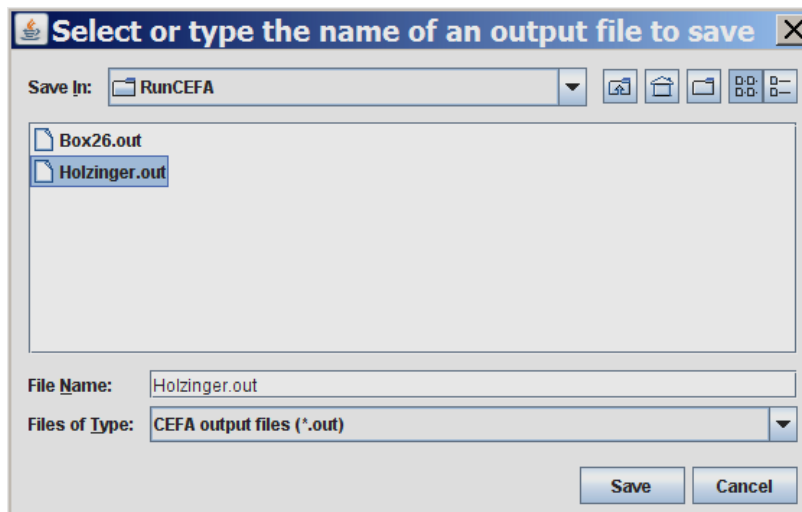 Select or type the name of an output file to save
Save In: RunCEFA
Box26.out
Holzinger.out
File Name: Holzinger.out
Files of Type: CEFA output files (*.out)
Save Cancel